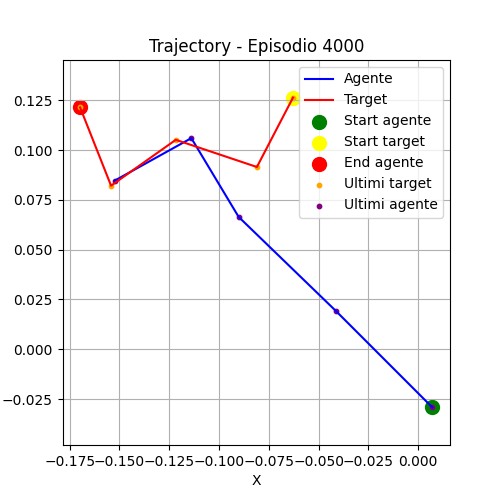 Trajectory - Episodio 4000
Agente
Target
Start agente
Start target
End agente
Ultimi target
Ultimi agente
0.125
0.100
0.075
0.050
0.025
0.000
−0.025
−0.175 −0.150 −0.125 −0.100 −0.075 −0.050 −0.025 0.000
X